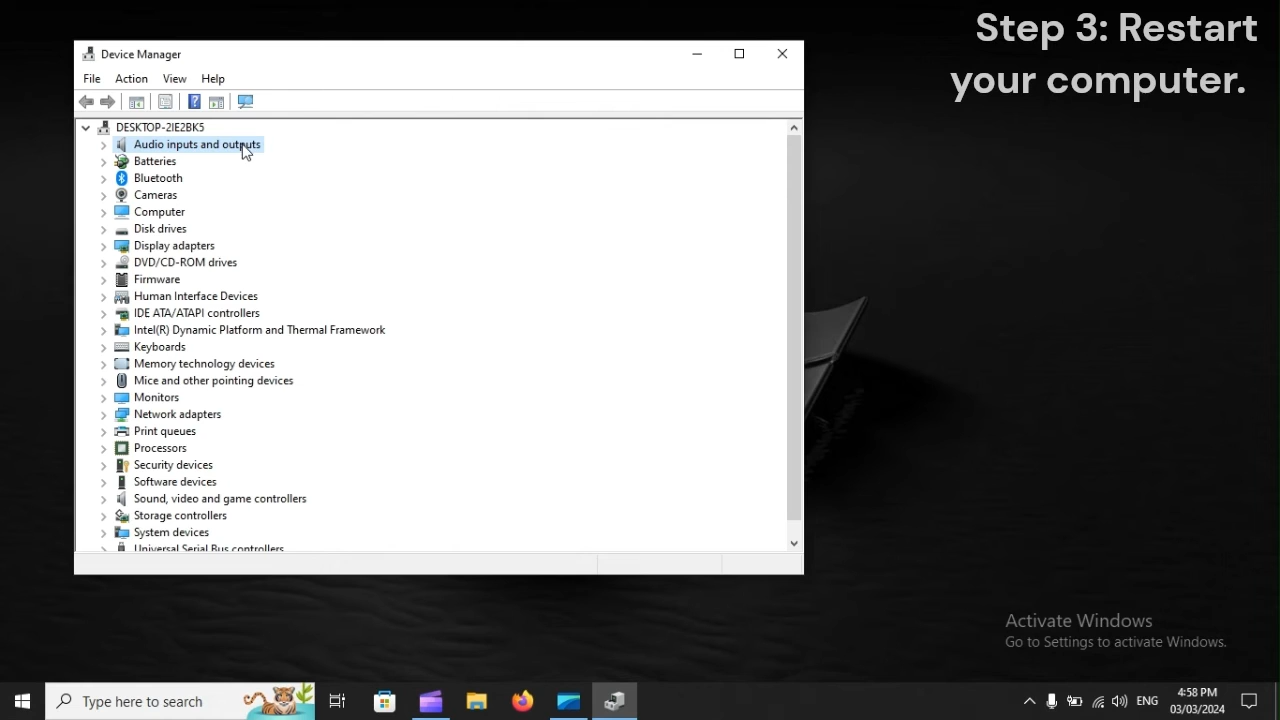 Step 3: Restart
your computer.
Device Manager
File Action View Help
DESKTOP-2IE2BK5
Audio inputs and outputs
Batteries
Bluetooth
Cameras
Computer
Disk drives
Display adapters
DVD/CD-ROM drives
Firmware
Human Interface Devices
IDE ATA/ATAPI controllers
Intel(R) Dynamic Platform and Thermal Framework
Keyboards
Memory technology devices
Mice and other pointing devices
Monitors
Network adapters
Print queues
Processors
Security devices
Software devices
Sound, video and game controllers
Storage controllers
System devices
Universal Serial Bus controllers
Activate Windows
Go to Settings to activate Windows.
Type here to search
ENG
4:58 PM
03/03/2024